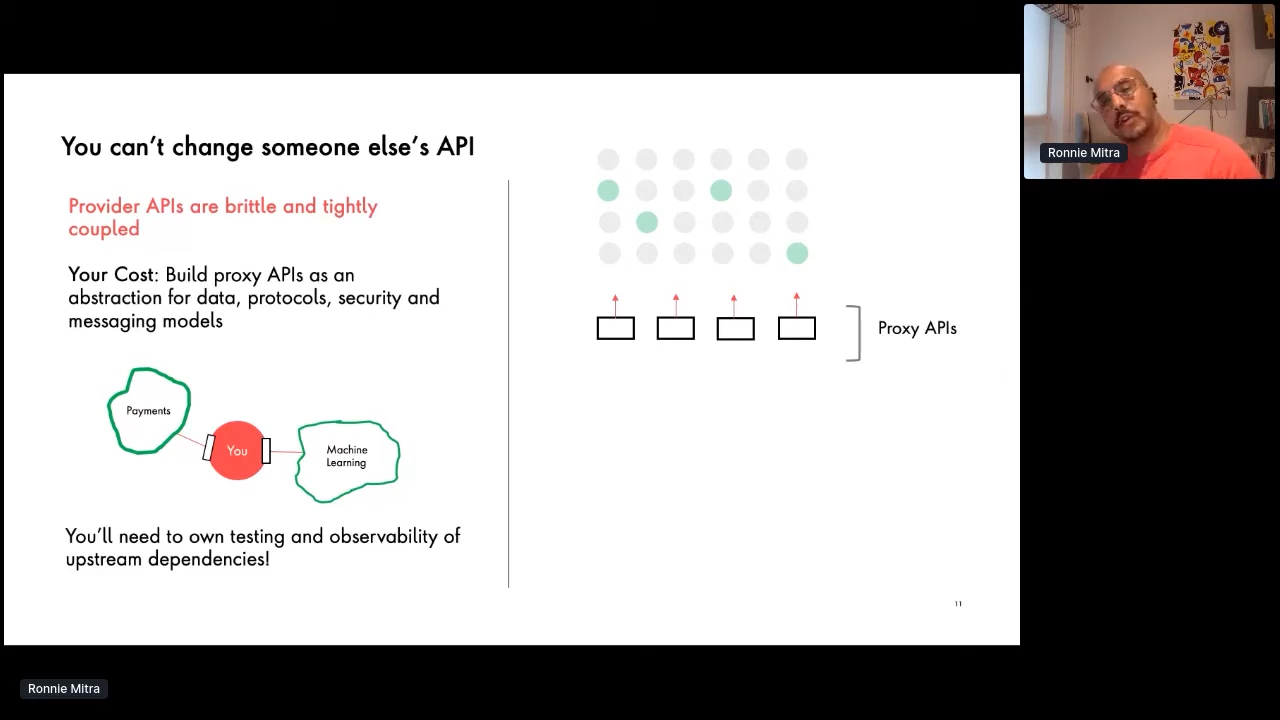 You can’t change someone else’s API
Provider APIs are brittle and tightly
coupled
Your Cost: Build proxy APIs as an
abstraction for data, protocols, security and
messaging models
Payments
You
Machine
Learning
You’ll need to own testing and observability of
upstream dependencies!
Proxy APIs
11
Ronnie Mitra
Ronnie Mitra